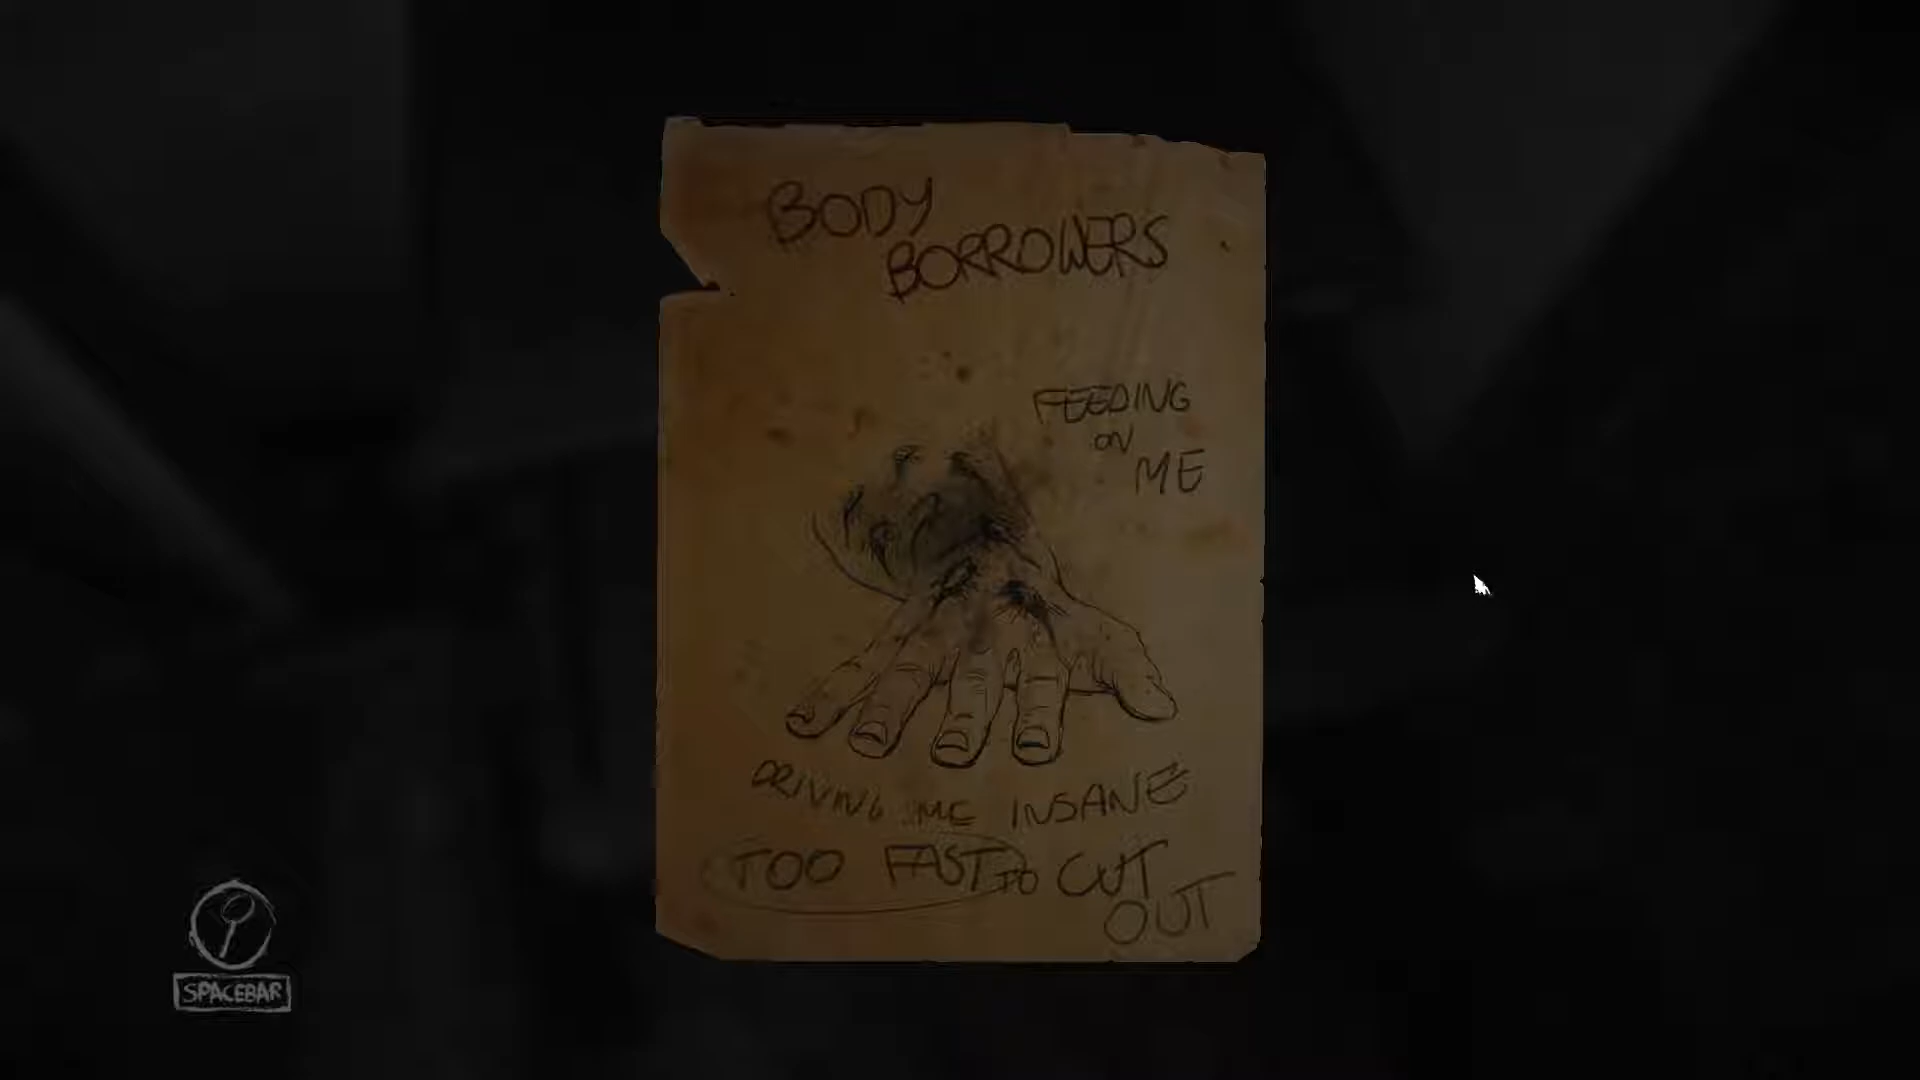 BODY
BORROWERS
FEEDING
ON
ME
DRIVING ME INSANE
TOO FAST TO CUT
OUT
SPACEBAR